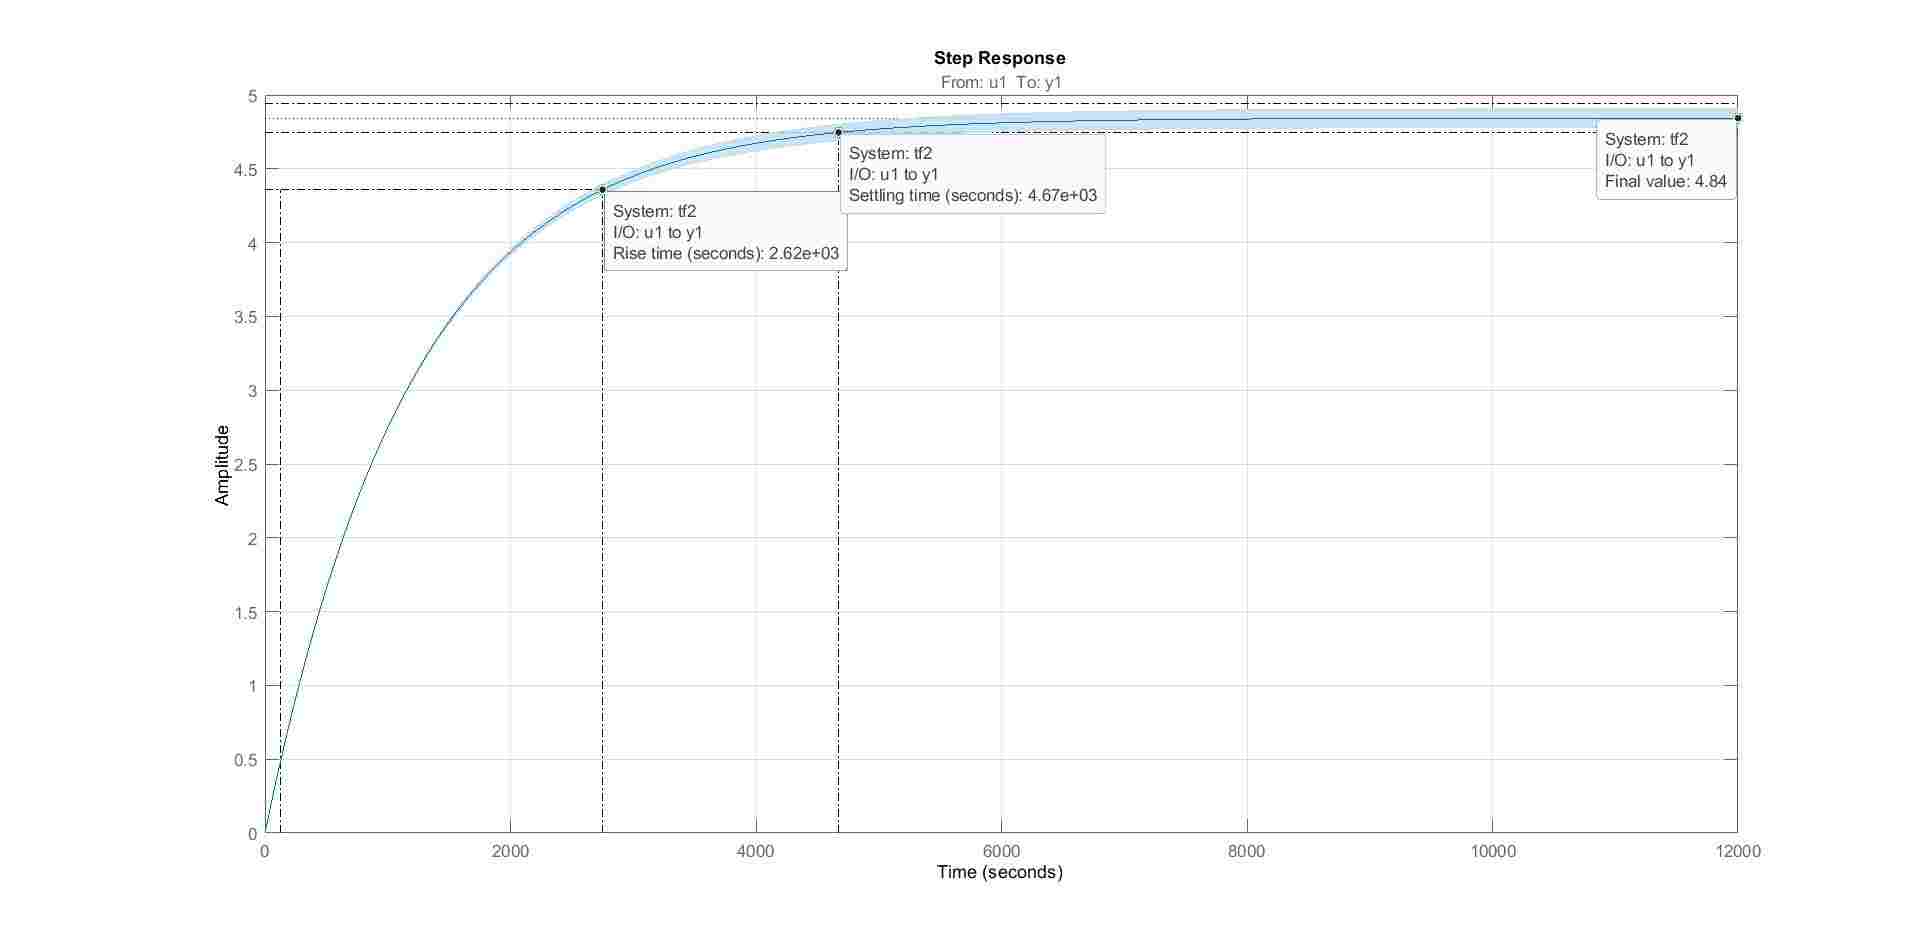 Step Response
From: u1  To: y1
Amplitude
5
4.5
4
3.5
3
2.5
2
1.5
1
0.5
0
System: tf2
I/O: u1 to y1
Rise time (seconds): 2.62e+03
System: tf2
I/O: u1 to y1
Settling time (seconds): 4.67e+03
System: tf2
I/O: u1 to y1
Final value: 4.84
0 2000 4000 6000 8000 10000 12000
Time (seconds)